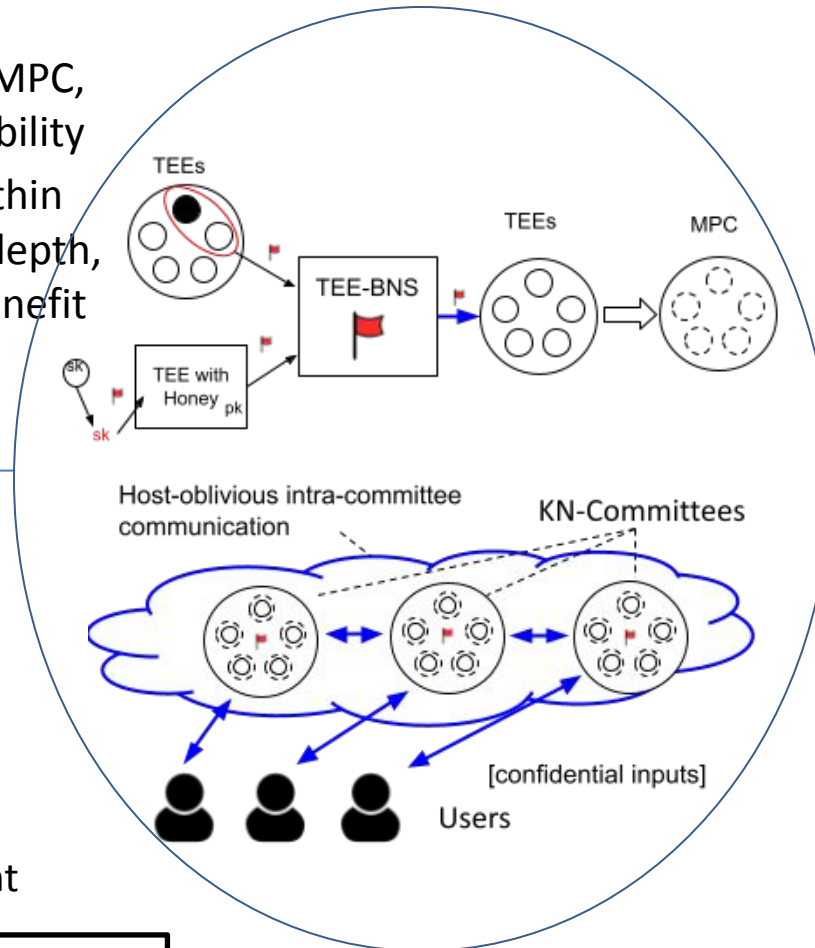 MPC,
bility
thin
depth,
nefit
TEEs
TEEs
MPC
TEE-BNS
sk
TEE with
Honey
pk
sk
Host-oblivious intra-committee
communication
KN-Committees
[confidential inputs]
Users
nt